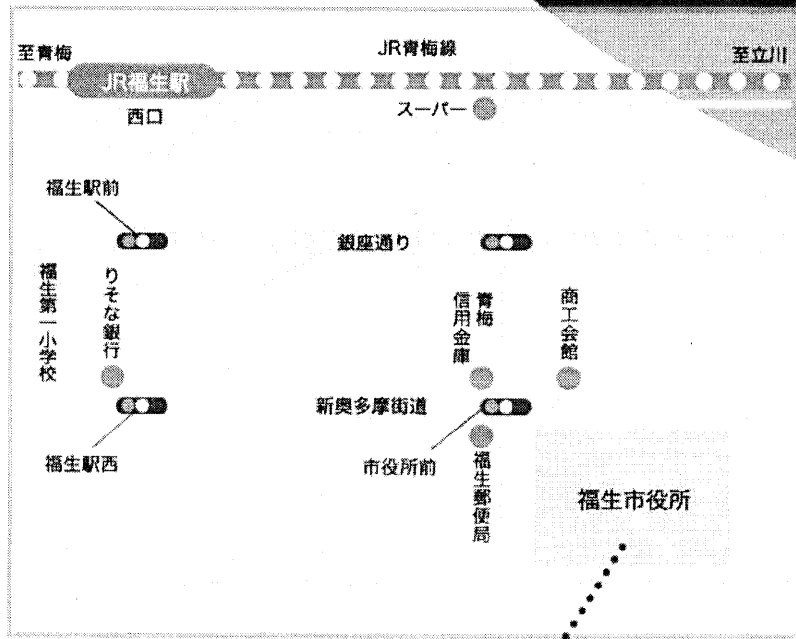 至青梅
JR青梅線
至立川
JR福生駅
西口
スーパー
福生駅前
銀座通り
福生第一小学校
りそな銀行
青梅
信用金庫
商工会館
新奥多摩街道
福生駅西
市役所前
福生郵便局
福生市役所